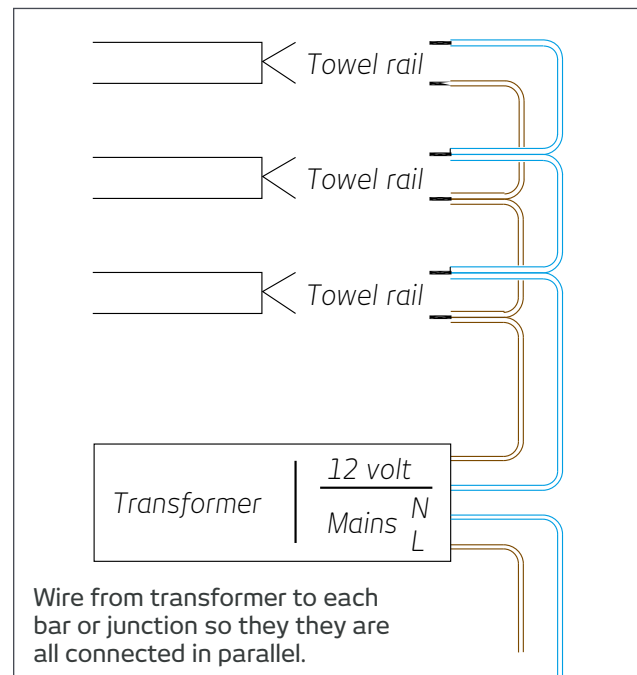 Towel rail
Towel rail
Towel rail
Transformer
12 volt
Mains N
L
Wire from transformer to each
bar or junction so they they are
all connected in parallel.